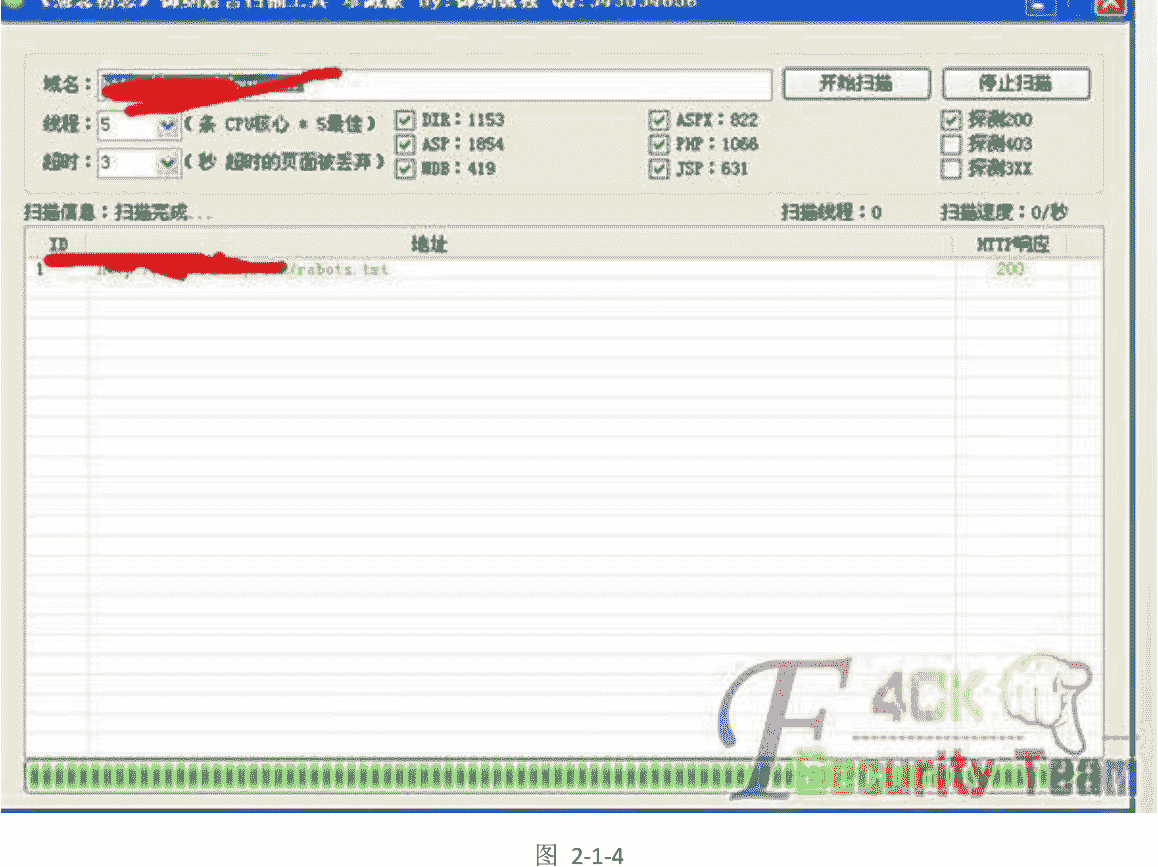 域名：
开始扫描 停止扫描
线程：5 （条 CPU核心 * 5最佳） DIR：1153 ASPX：822 探测200
超时：3 （秒 超时的页面被丢弃） ASP：1854 PHP：1066 探测403
MDB：419 JSP：631 探测3XX
扫描信息：扫描完成... 扫描线程：0 扫描速度：0/秒
ID 地址 HTTP响应
1 /robots.txt 200
F4CK
Security Team
图 2-1-4